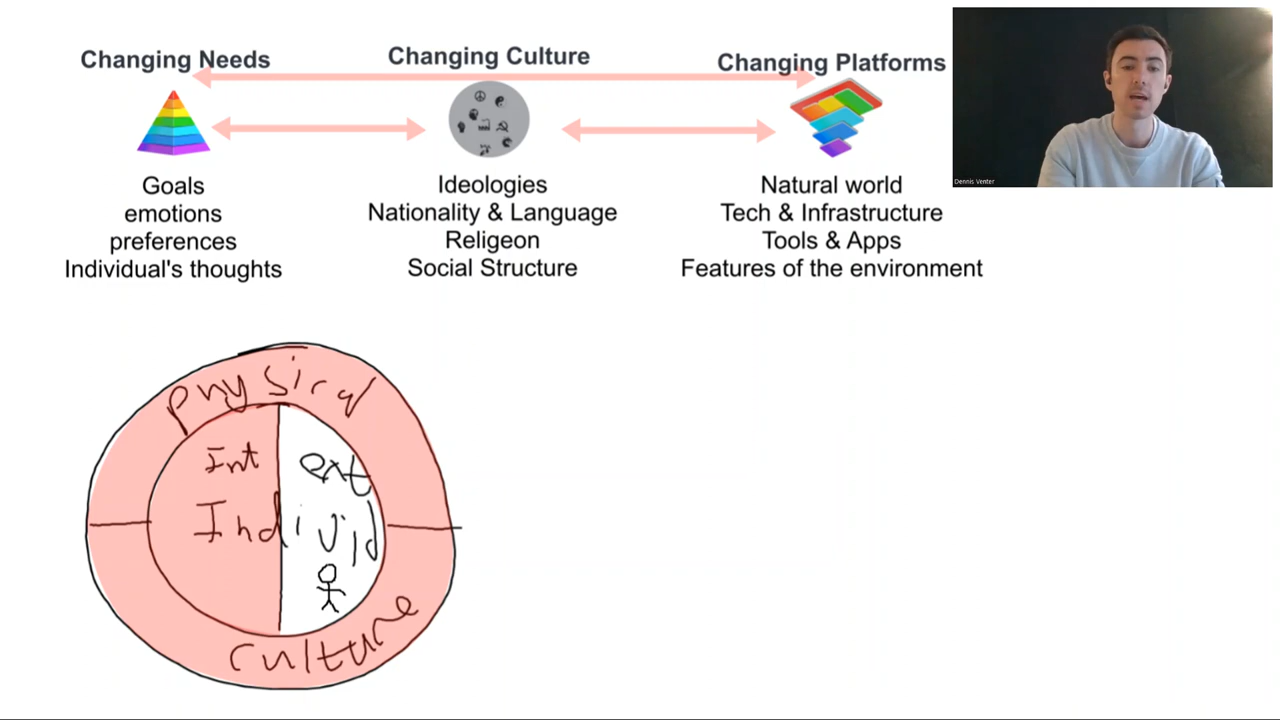 Changing Needs
Changing Culture
Changing Platforms
Goals
emotions
preferences
Individual's thoughts
Ideologies
Nationality & Language
Religeon
Social Structure
Natural world
Tech & Infrastructure
Tools & Apps
Features of the environment
Dennis Venter
Physical
Int
ext
Individ
culture